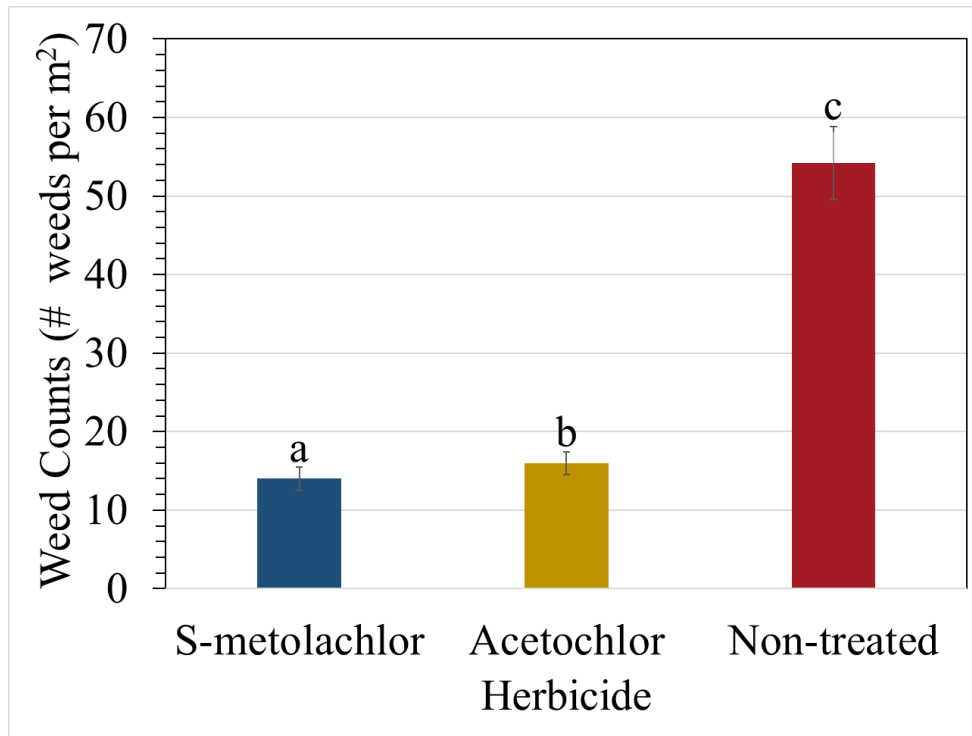 Weed Counts (# weeds per m²)
70
60
50
40
30
20
10
0
a
b
c
S-metolachlor Acetochlor Non-treated
Herbicide